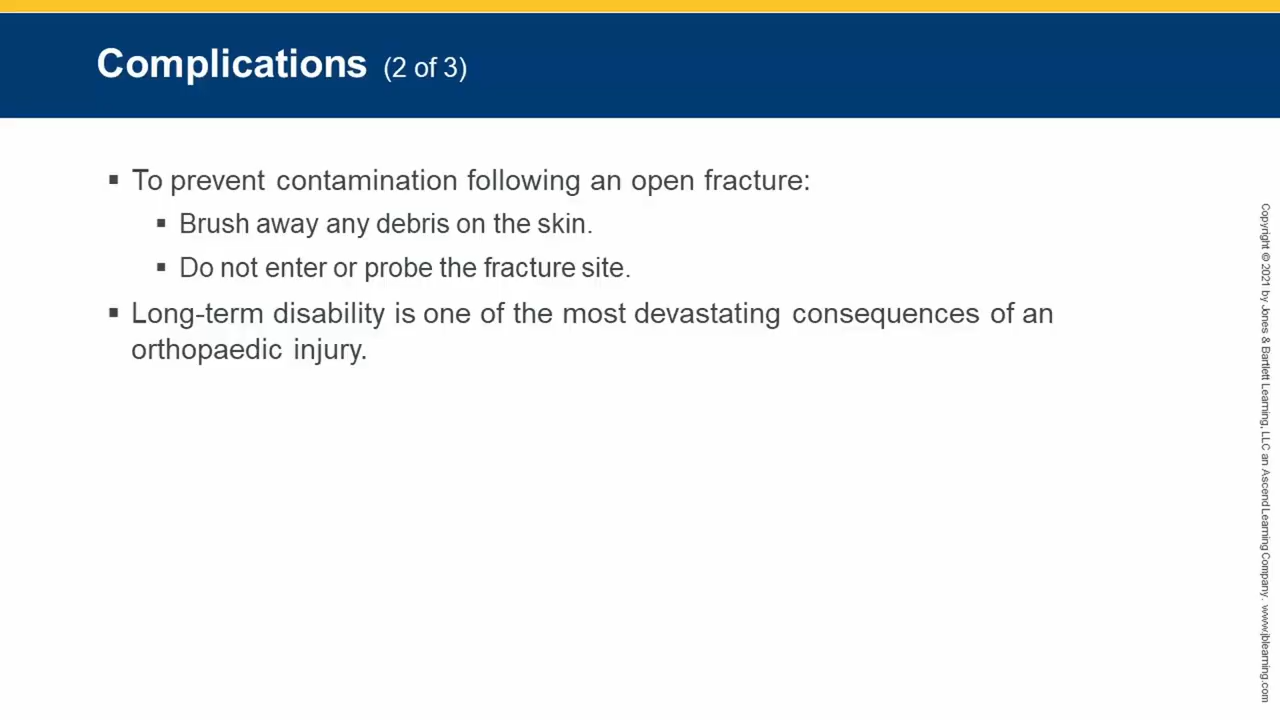 Complications (2 of 3)
▪ To prevent contamination following an open fracture:
▪ Brush away any debris on the skin.
▪ Do not enter or probe the fracture site.
▪ Long-term disability is one of the most devastating consequences of an
orthopaedic injury.
Copyright © 2021 by Jones & Bartlett Learning, LLC an Ascend Learning Company. www.jblearning.com